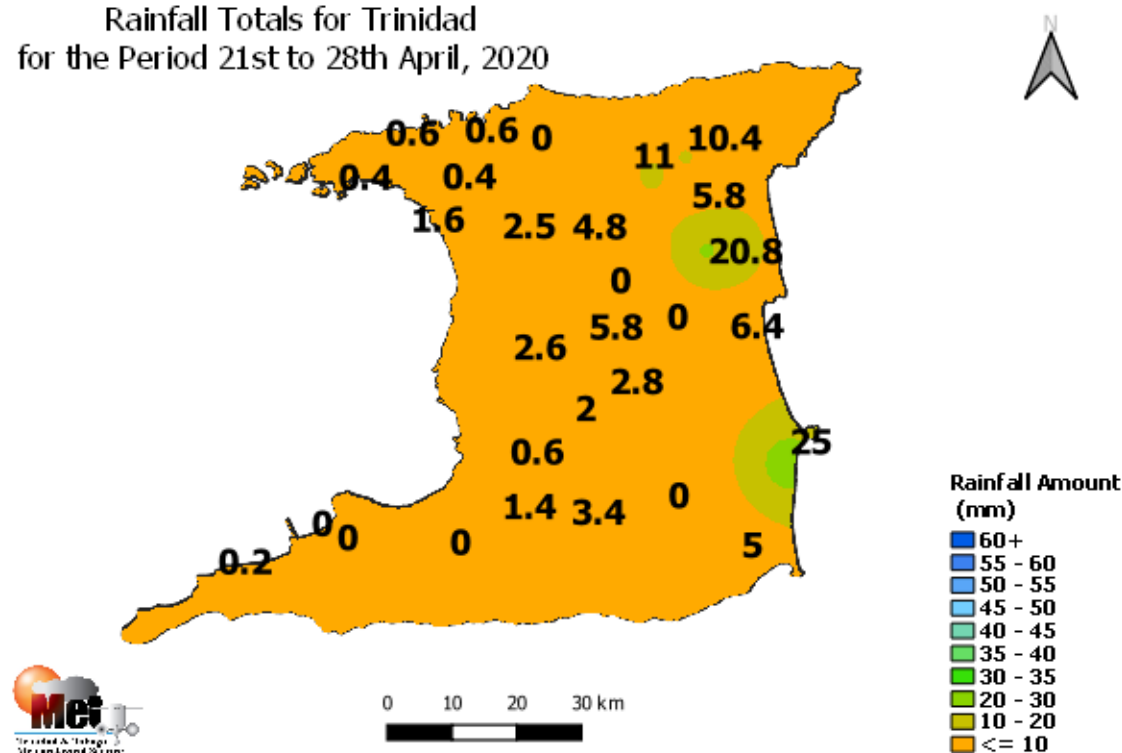 Rainfall Totals for Trinidad
for the Period 21st to 28th April, 2020
N
0.6 0.6 0 10.4
11
0.4 0.4
5.8
1.6 2.5 4.8
20.8
0
5.8 0 6.4
2.6
2.8
2
25
0.6
0
1.4 3.4
0 0 0 5
0.2
Rainfall Amount
(mm)
60+
55 - 60
50 - 55
45 - 50
40 - 45
35 - 40
30 - 35
20 - 30
10 - 20
<= 10
0 10 20 30 km
Met
Trinidad & Tobago
Meteorological Service